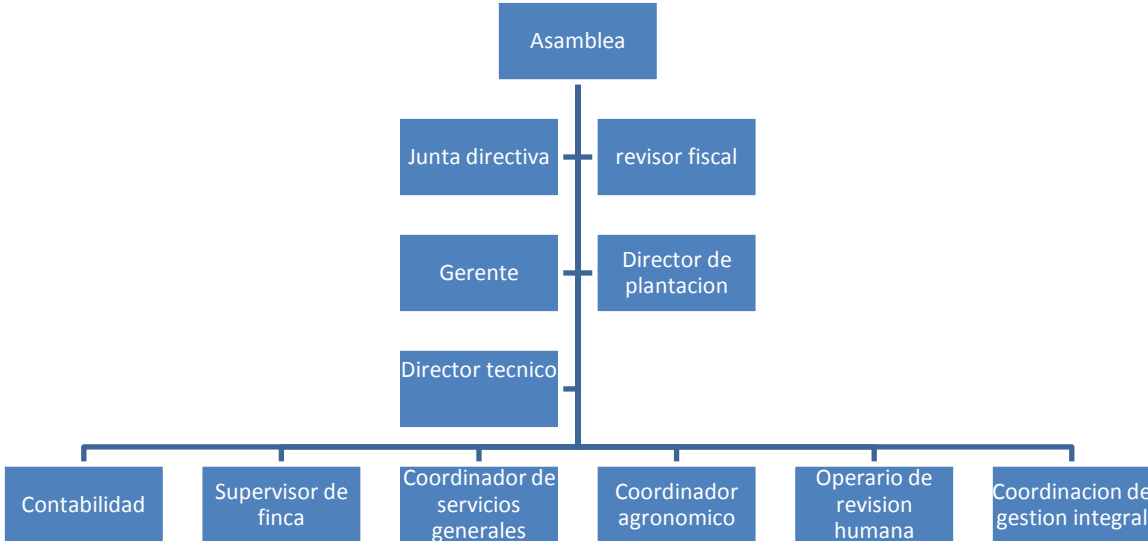 Asamblea
Junta directiva
revisor fiscal
Gerente
Director de
plantacion
Director tecnico
Contabilidad
Supervisor de
finca
Coordinador de
servicios
generales
Coordinador
agronomico
Operario de
revision
humana
Coordinacion de
gestion integral